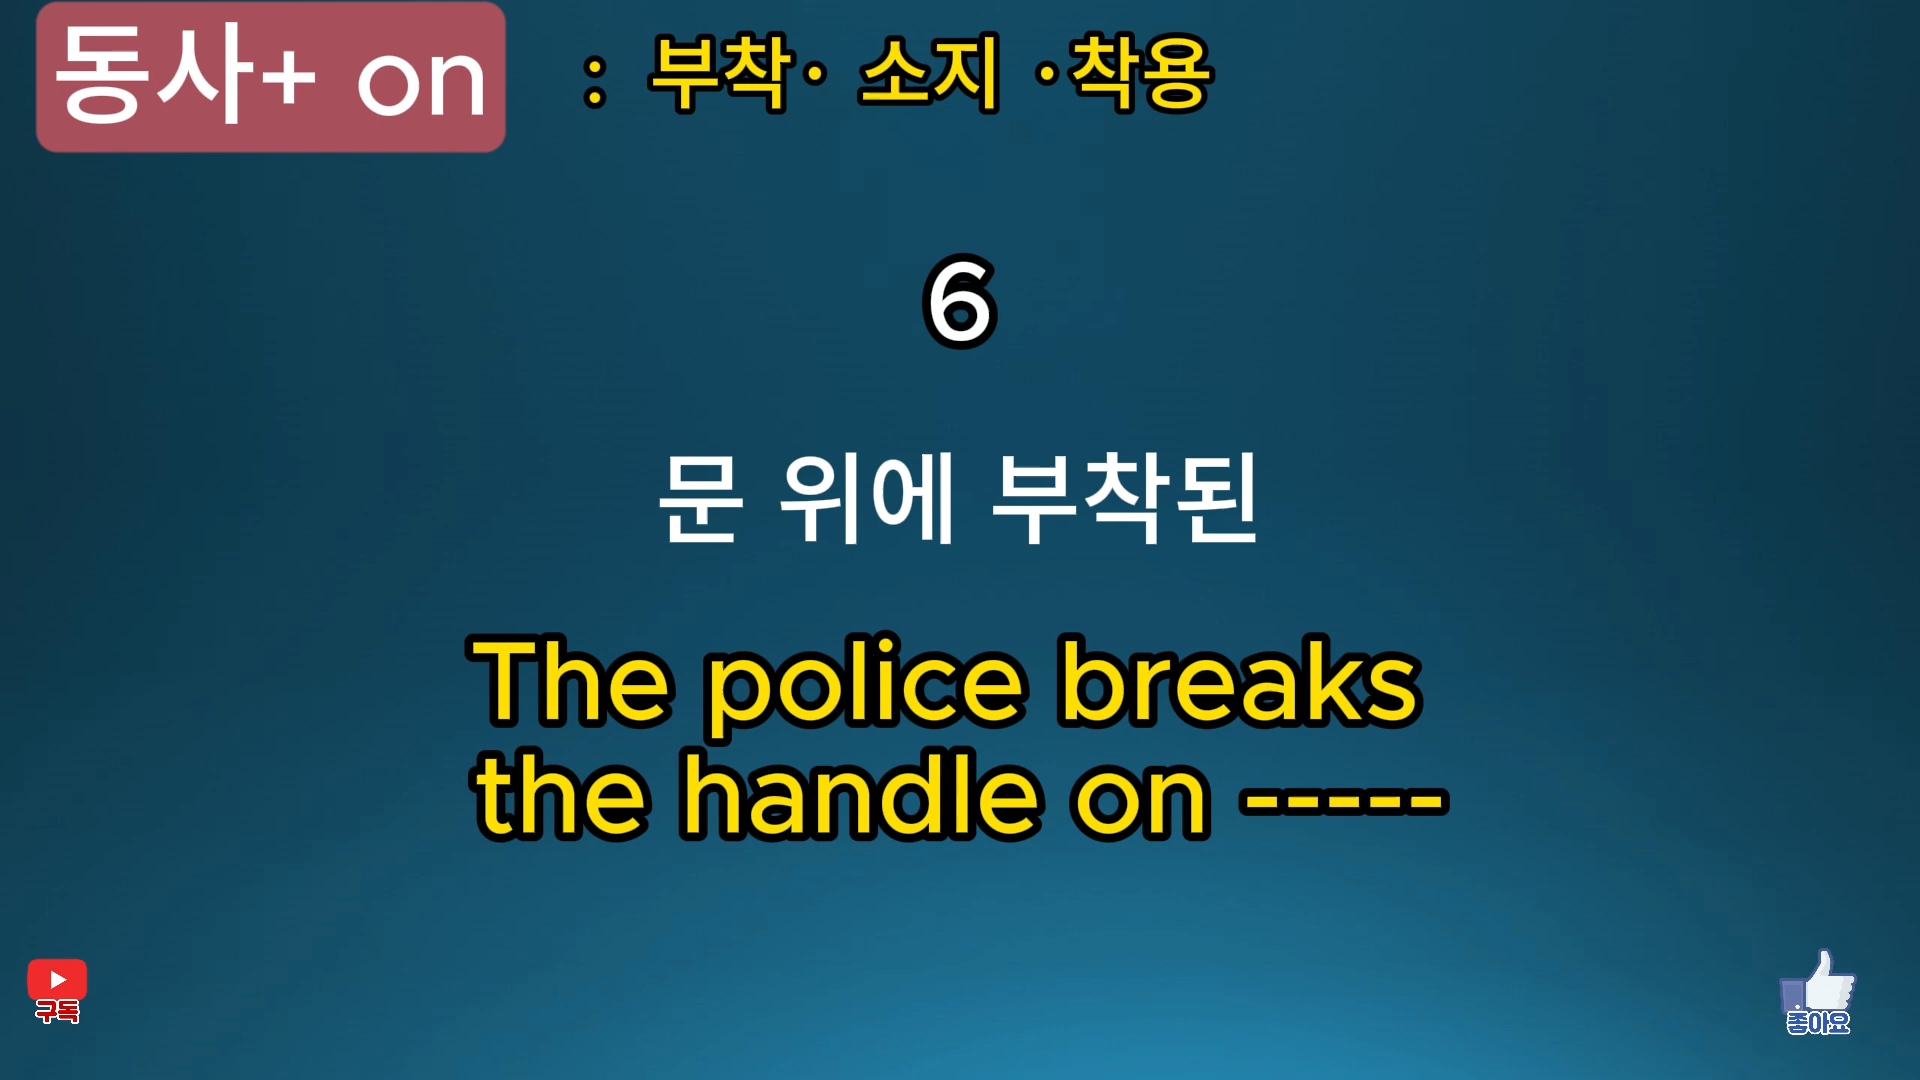 동사+ on : 부착· 소지 ·착용
6
문 위에 부착된
The police breaks
the handle on -----
구독
좋아요